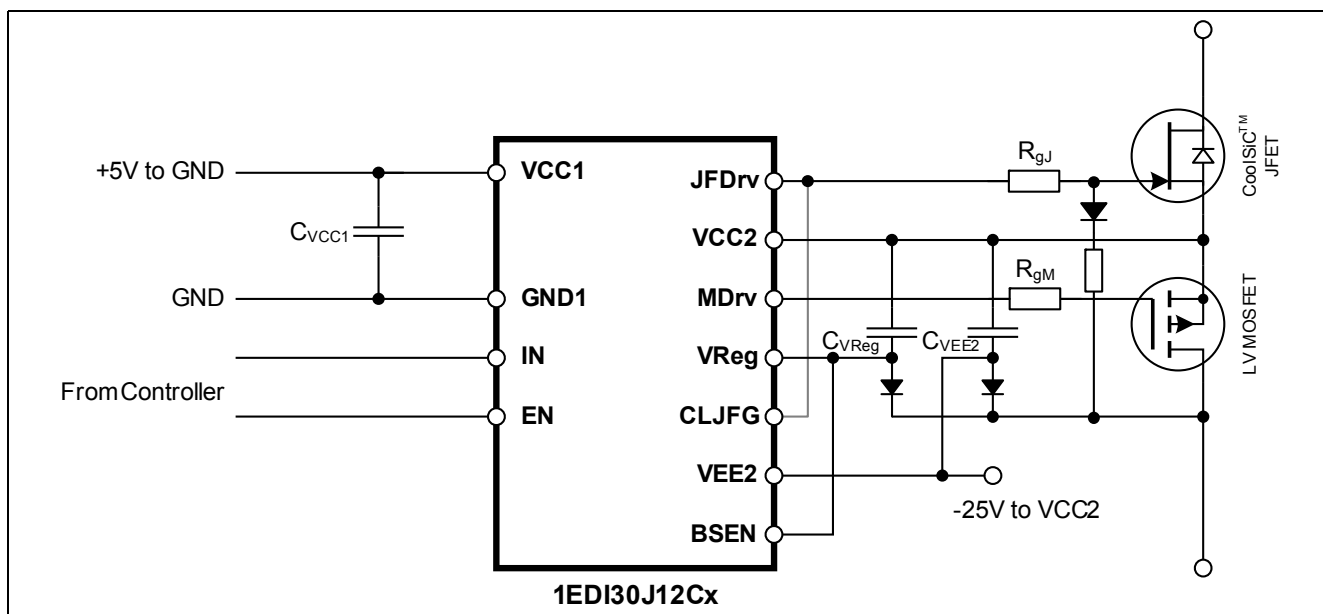 +5V to GND
CVCC1
GND
From Controller
VCC1
GND1
IN
EN
JFDrv
VCC2
MDrv
VReg
CLJFG
VEE2
BSEN
1EDI30J12Cx
RgJ
RgM
CVReg
CVEE2
-25V to VCC2
CoolSiC™
JFET
LV MOSFET